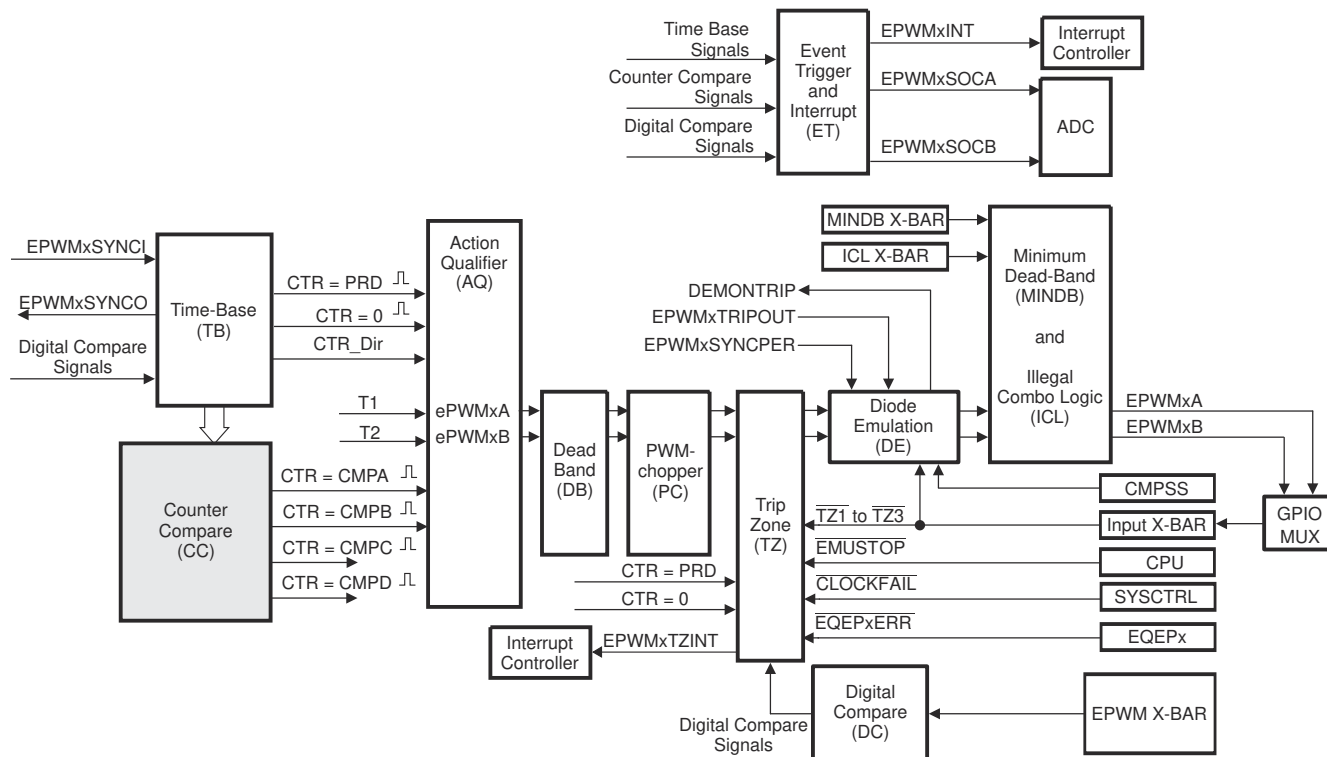 Time Base
Signals
Counter Compare
Signals
Digital Compare
Signals
Event
Trigger
and
Interrupt
(ET)
EPWMxINT
EPWMxSOCA
EPWMxSOCB
Interrupt
Controller
ADC
EPWMxSYNCI
EPWMxSYNCO
Digital Compare
Signals
Time-Base
(TB)
CTR = PRD
CTR = 0
CTR_Dir
T1
T2
Action
Qualifier
(AQ)
ePWMxA
ePWMxB
Counter
Compare
(CC)
CTR = CMPA
CTR = CMPB
CTR = CMPC
CTR = CMPD
Dead
Band
(DB)
PWM-
chopper
(PC)
Trip
Zone
(TZ)
CTR = PRD
CTR = 0
EPWMxTZINT
Interrupt
Controller
MINDB X-BAR
ICL X-BAR
DEMONTRIP
EPWMxTRIPOUT
EPWMxSYNCPER
Diode
Emulation
(DE)
Minimum
Dead-Band
(MINDB)
and
Illegal
Combo Logic
(ICL)
EPWMxA
EPWMxB
CMPSS
TZ1 to TZ3
Input X-BAR
GPIO
MUX
EMUSTOP
CPU
CLOCKFAIL
SYSCTRL
EQEPxERR
EQEPx
Digital Compare
Signals
Digital
Compare
(DC)
EPWM X-BAR